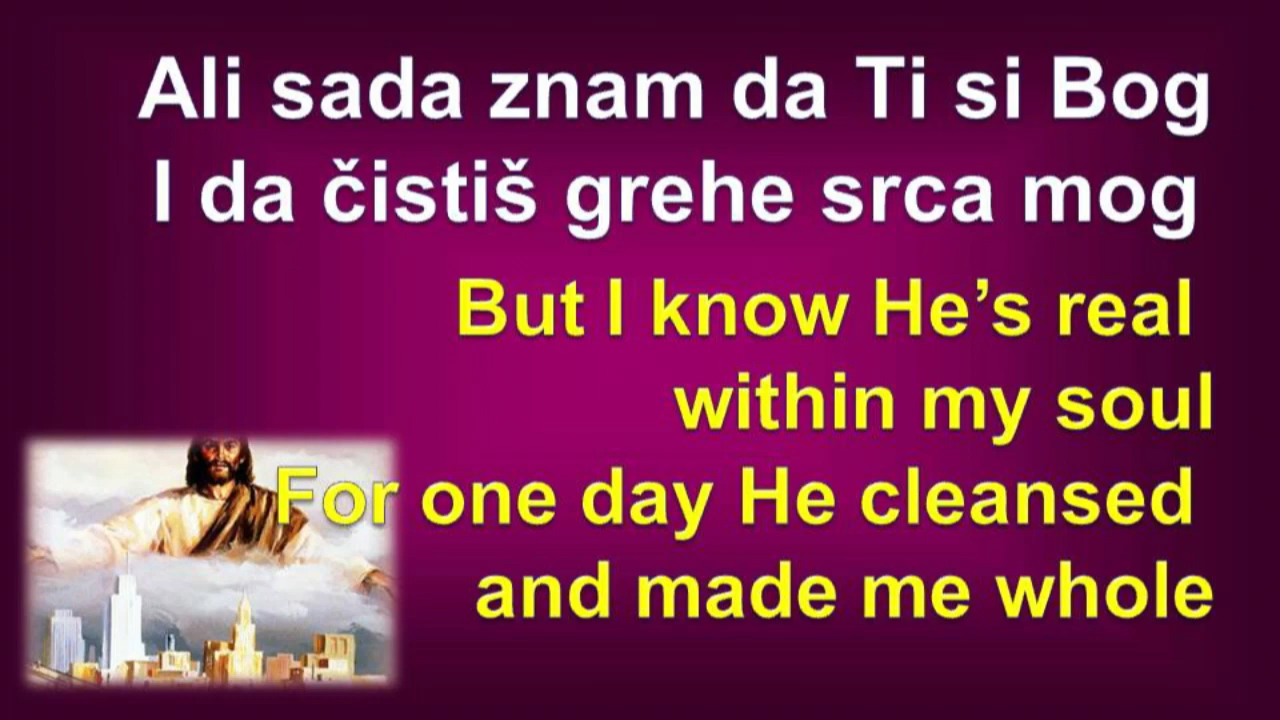 Ali sada znam da Ti si Bog
I da čistiš grehe srca mog
But I know He’s real
within my soul
For one day He cleansed
and made me whole